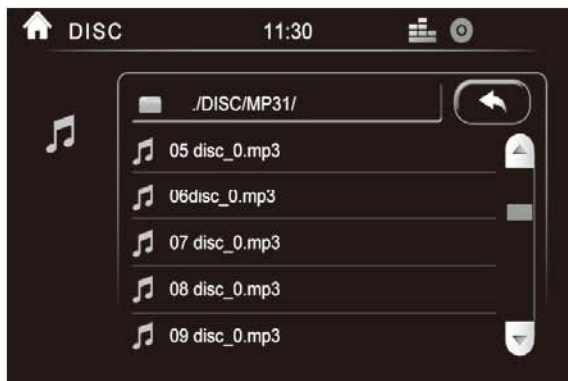 DISC 11:30
./DISC/MP31/
05 disc_0.mp3
06disc_0.mp3
07 disc_0.mp3
08 disc_0.mp3
09 disc_0.mp3